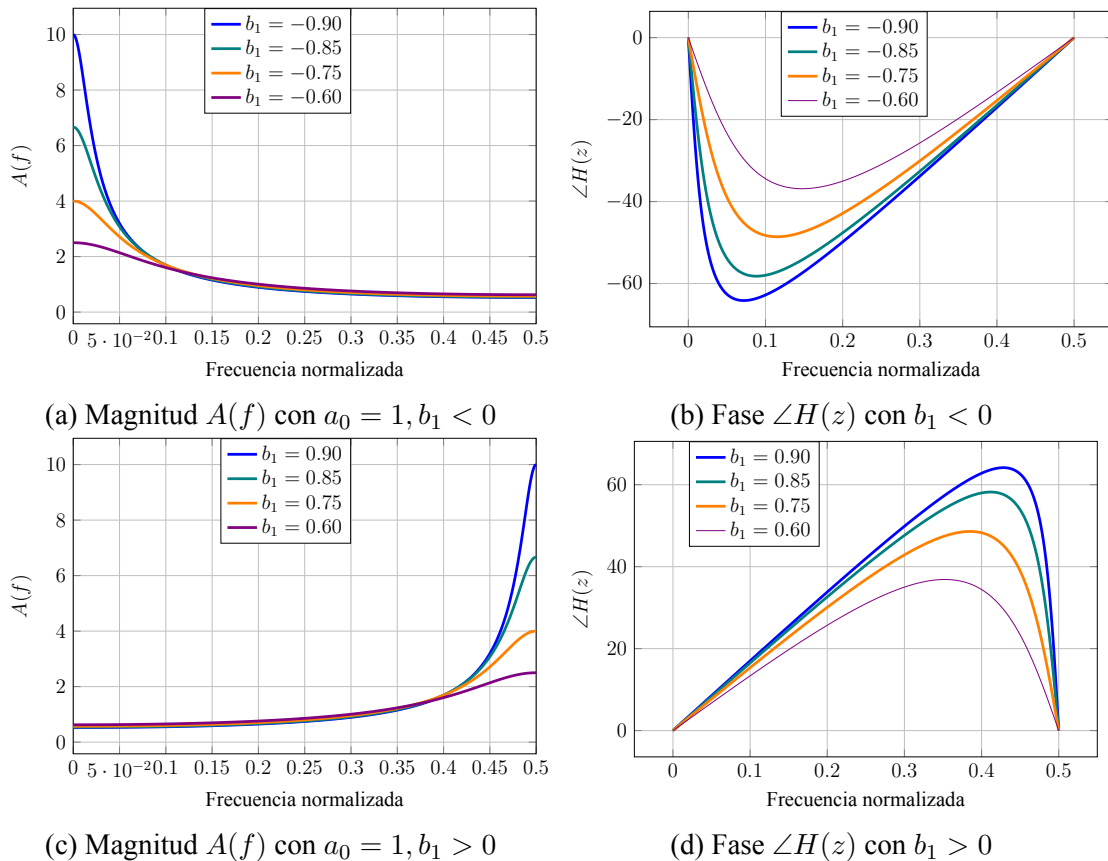 b₁ = −0.90
b₁ = −0.85
b₁ = −0.75
b₁ = −0.60
10
8
6
4
2
0
A(f)
0 5 · 10⁻² 0.1 0.15 0.2 0.25 0.3 0.35 0.4 0.45 0.5
Frecuencia normalizada
(a) Magnitud A(f) con a₀ = 1, b₁ < 0
b₁ = −0.90
b₁ = −0.85
b₁ = −0.75
b₁ = −0.60
0
−20
−40
−60
∠H(z)
0 0.1 0.2 0.3 0.4 0.5
Frecuencia normalizada
(b) Fase ∠H(z) con b₁ < 0
b₁ = 0.90
b₁ = 0.85
b₁ = 0.75
b₁ = 0.60
10
8
6
4
2
0
A(f)
0 5 · 10⁻² 0.1 0.15 0.2 0.25 0.3 0.35 0.4 0.45 0.5
Frecuencia normalizada
(c) Magnitud A(f) con a₀ = 1, b₁ > 0
b₁ = 0.90
b₁ = 0.85
b₁ = 0.75
b₁ = 0.60
60
40
20
0
∠H(z)
0 0.1 0.2 0.3 0.4 0.5
Frecuencia normalizada
(d) Fase ∠H(z) con b₁ > 0